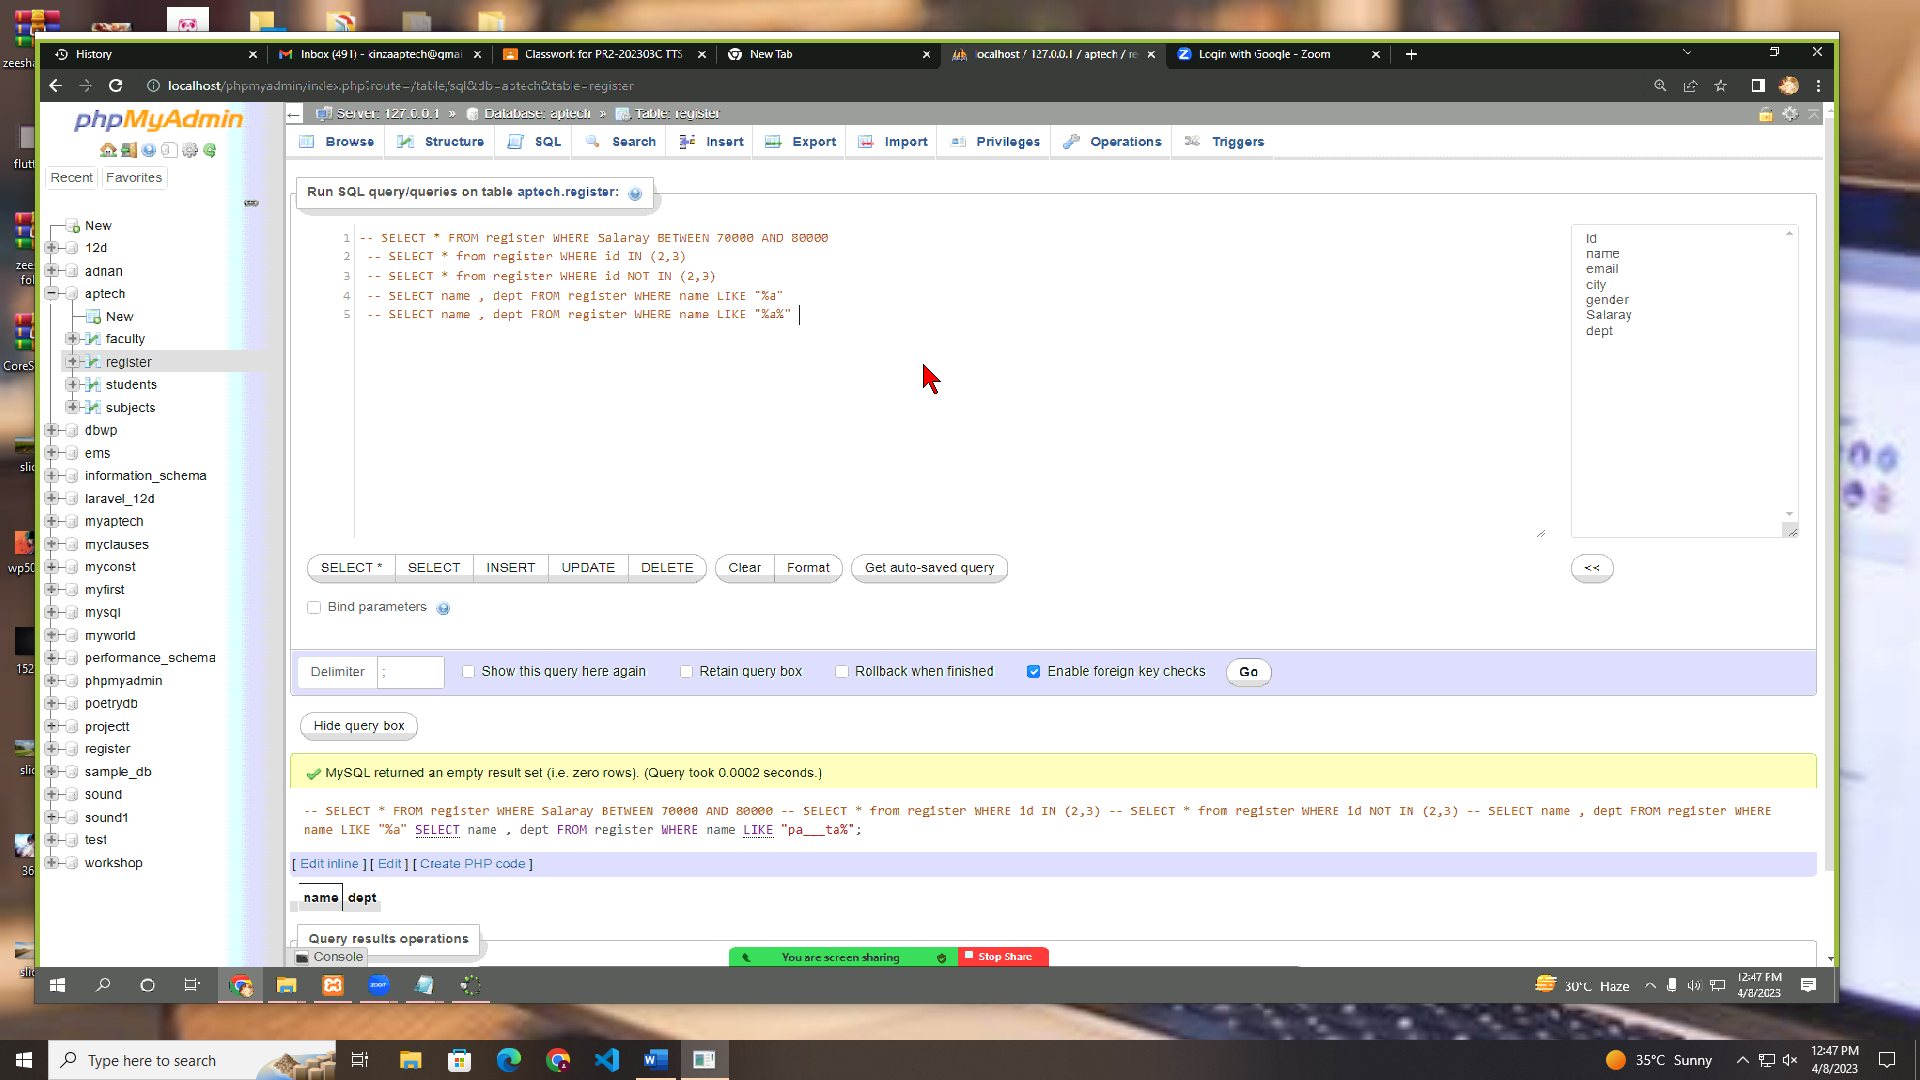 zeesha
History
Inbox (491) - kinzaaptech@gmai
Classwork for PR2-202303C TTS
New Tab
localhost / 127.0.0.1 / aptech / re
Login with Google - Zoom
localhost/phpmyadmin/index.php?route=/table/sql&db=aptech&table=register
phpMyAdmin
Recent
Favorites
New
12d
adnan
aptech
New
faculty
register
students
subjects
dbwp
ems
information_schema
laravel_12d
myaptech
myclauses
myconst
myfirst
mysql
myworld
performance_schema
phpmyadmin
poetrydb
projectt
register
sample_db
sound
sound1
test
workshop
flutt
zee
fol
CoreS
slic
wp50
152
slic
36
slic
Server: 127.0.0.1 » Database: aptech » Table: register
Browse Structure SQL Search Insert Export Import Privileges Operations Triggers
Run SQL query/queries on table aptech.register:
1 -- SELECT * FROM register WHERE Salaray BETWEEN 70000 AND 80000
2 -- SELECT * from register WHERE id IN (2,3)
3 -- SELECT * from register WHERE id NOT IN (2,3)
4 -- SELECT name , dept FROM register WHERE name LIKE "%a"
5 -- SELECT name , dept FROM register WHERE name LIKE "%a%"
id
name
email
city
gender
Salaray
dept
SELECT * SELECT INSERT UPDATE DELETE Clear Format Get auto-saved query <<
Bind parameters
Delimiter ; Show this query here again Retain query box Rollback when finished Enable foreign key checks Go
Hide query box
MySQL returned an empty result set (i.e. zero rows). (Query took 0.0002 seconds.)
-- SELECT * FROM register WHERE Salaray BETWEEN 70000 AND 80000 -- SELECT * from register WHERE id IN (2,3) -- SELECT * from register WHERE id NOT IN (2,3) -- SELECT name , dept FROM register WHERE
name LIKE "%a" SELECT name , dept FROM register WHERE name LIKE "pa___ta%";
[ Edit inline ] [ Edit ] [ Create PHP code ]
name dept
Query results operations
Console
You are screen sharing Stop Share
zoom
30°C Haze
12:47 PM
4/8/2023
Type here to search
35°C Sunny
12:47 PM
4/8/2023